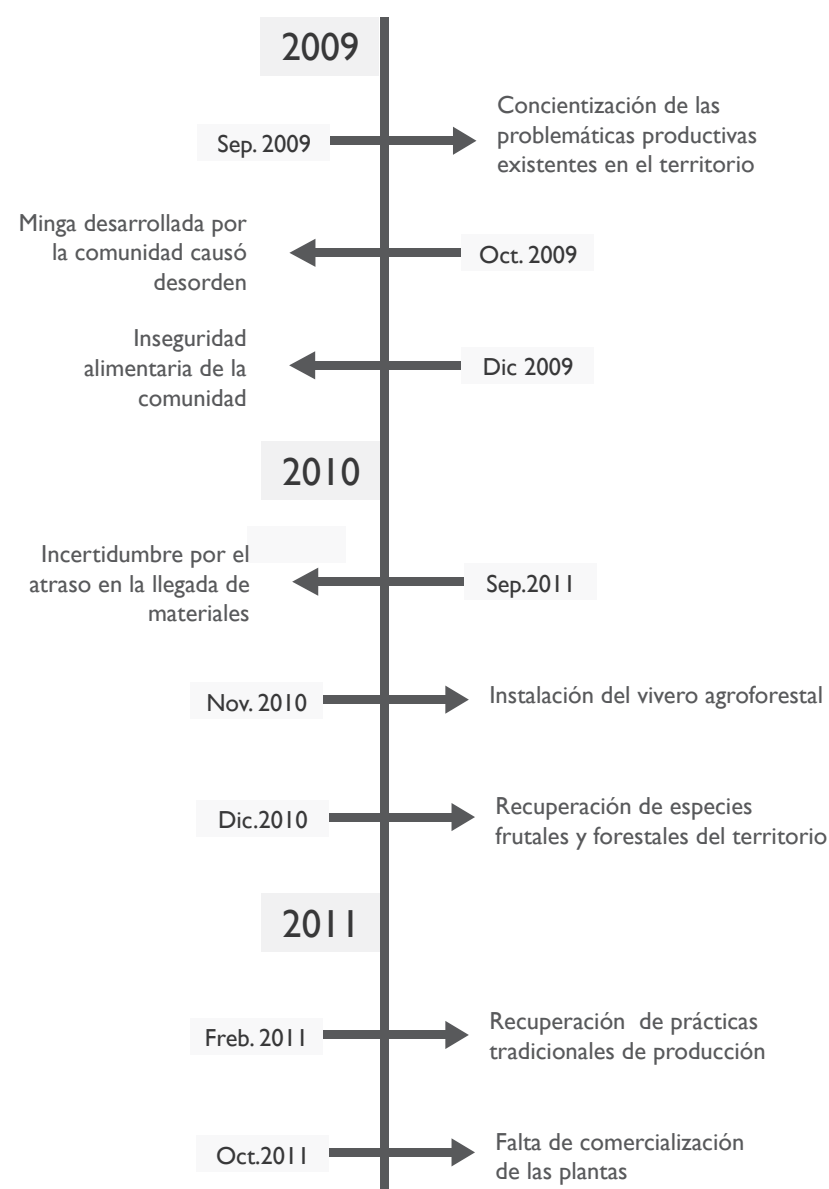 2009
Sep. 2009
Concientización de las
problemáticas productivas
existentes en el territorio
Minga desarrollada por
la comunidad causó
desorden
Oct. 2009
Inseguridad
alimentaria de la
comunidad
Dic 2009
2010
Incertidumbre por el
atraso en la llegada de
materiales
Sep.2011
Nov. 2010
Instalación del vivero agroforestal
Dic.2010
Recuperación de especies
frutales y forestales del territorio
2011
Freb. 2011
Recuperación de prácticas
tradicionales de producción
Oct.2011
Falta de comercialización
de las plantas